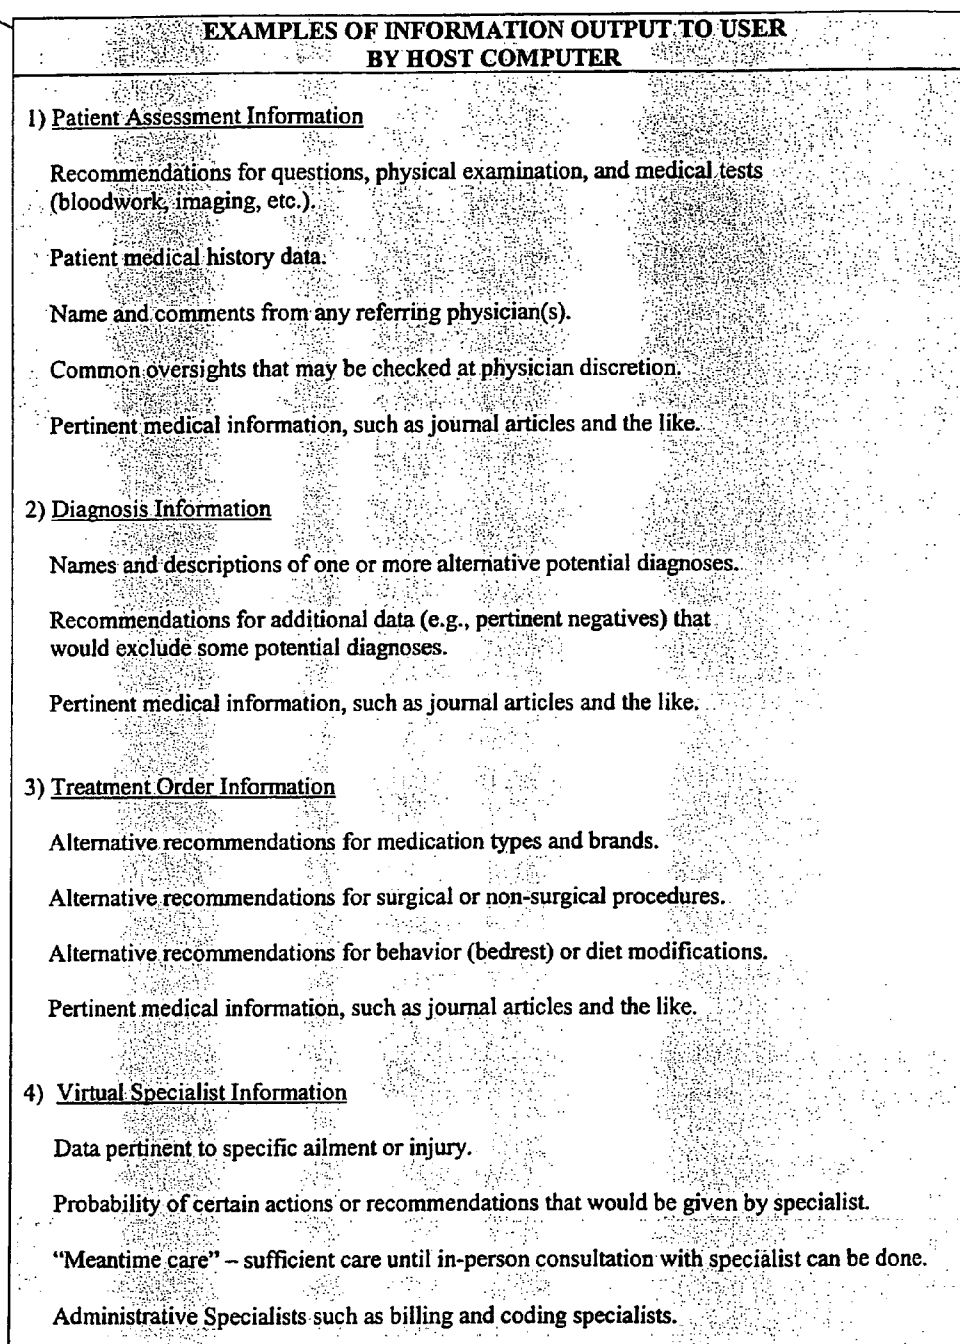 EXAMPLES OF INFORMATION OUTPUT TO USER
BY HOST COMPUTER
1) Patient Assessment Information
Recommendations for questions, physical examination, and medical tests
(bloodwork, imaging, etc.).
Patient medical history data.
Name and comments from any referring physician(s).
Common oversights that may be checked at physician discretion.
Pertinent medical information, such as journal articles and the like.
2) Diagnosis Information
Names and descriptions of one or more alternative potential diagnoses.
Recommendations for additional data (e.g., pertinent negatives) that
would exclude some potential diagnoses.
Pertinent medical information, such as journal articles and the like.
3) Treatment Order Information
Alternative recommendations for medication types and brands.
Alternative recommendations for surgical or non-surgical procedures.
Alternative recommendations for behavior (bedrest) or diet modifications.
Pertinent medical information, such as journal articles and the like.
4) Virtual Specialist Information
Data pertinent to specific ailment or injury.
Probability of certain actions or recommendations that would be given by specialist.
“Meantime care” – sufficient care until in-person consultation with specialist can be done.
Administrative Specialists such as billing and coding specialists.